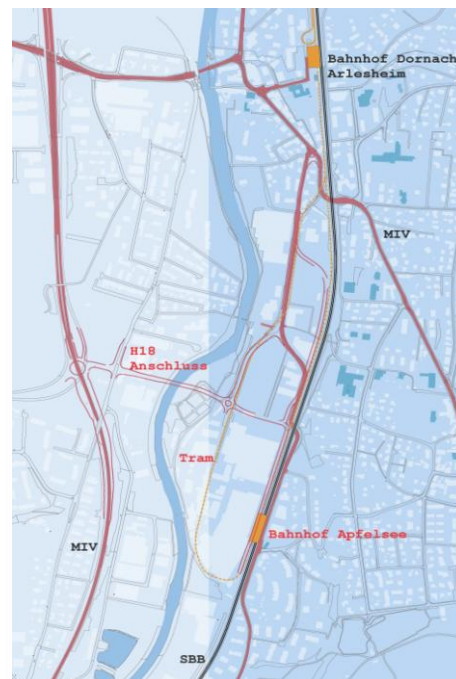 Bahnhof Dornach
Arlesheim
MIV
H18
Anschluss
Tram
Bahnhof Apfelsee
MIV
SBB